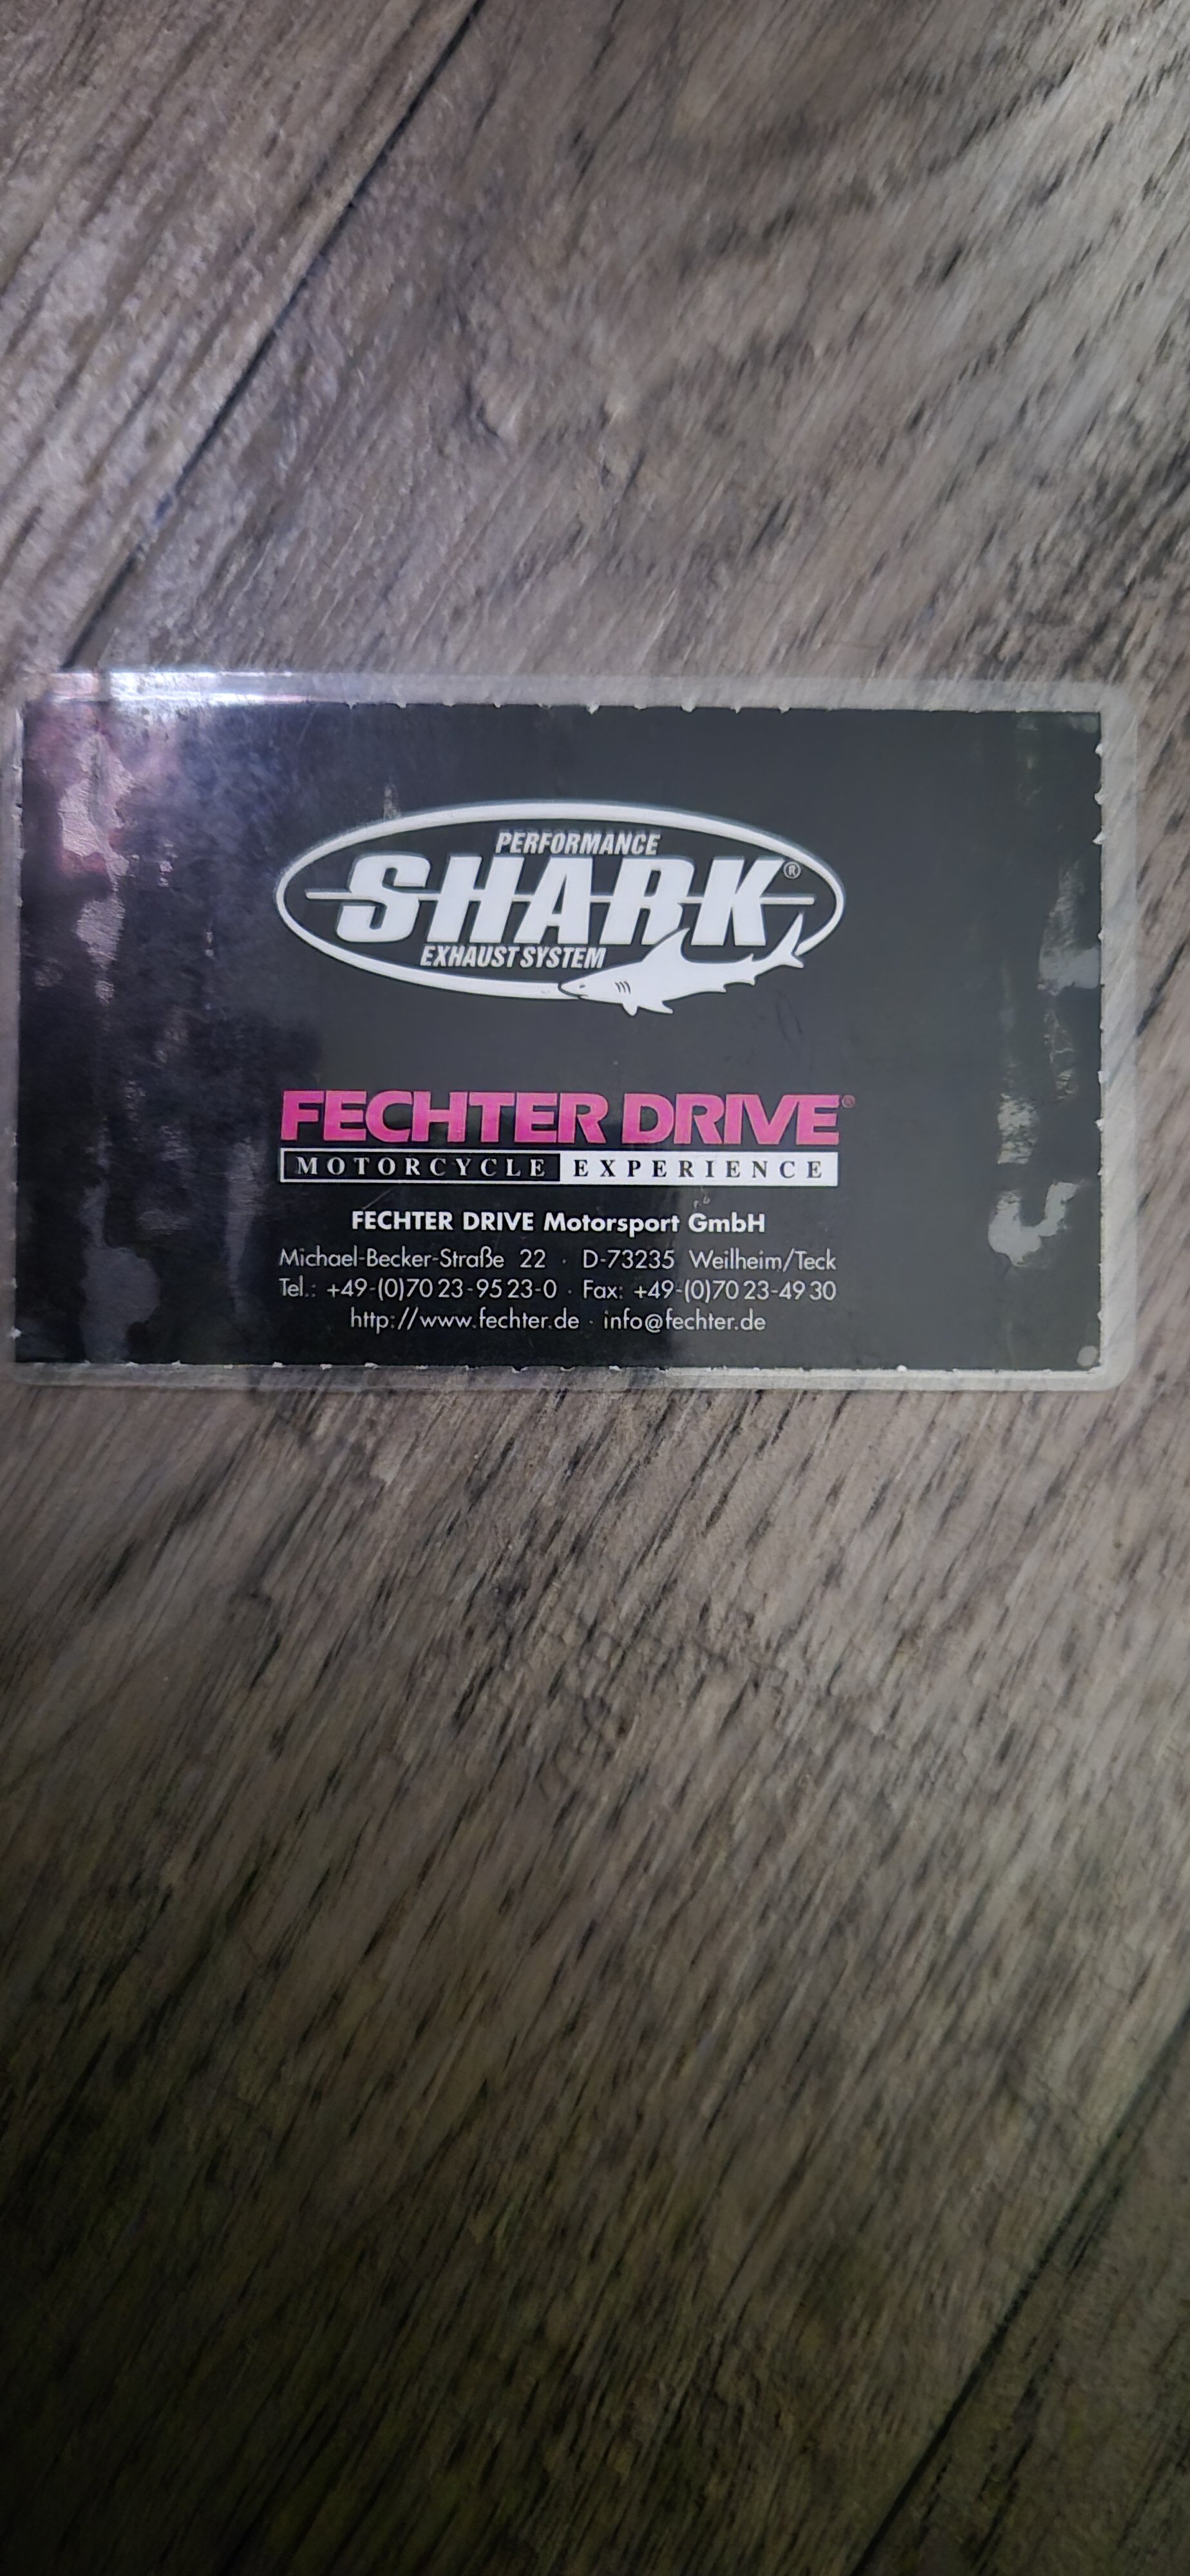 PERFORMANCE
SHARK®
EXHAUST SYSTEM
FECHTER DRIVE®
MOTORCYCLE EXPERIENCE
FECHTER DRIVE Motorsport GmbH
Michael-Becker-Straße 22 · D-73235 Weilheim/Teck
Tel.: +49-(0)70 23-95 23-0 · Fax: +49-(0)70 23-49 30
http://www.fechter.de · info@fechter.de